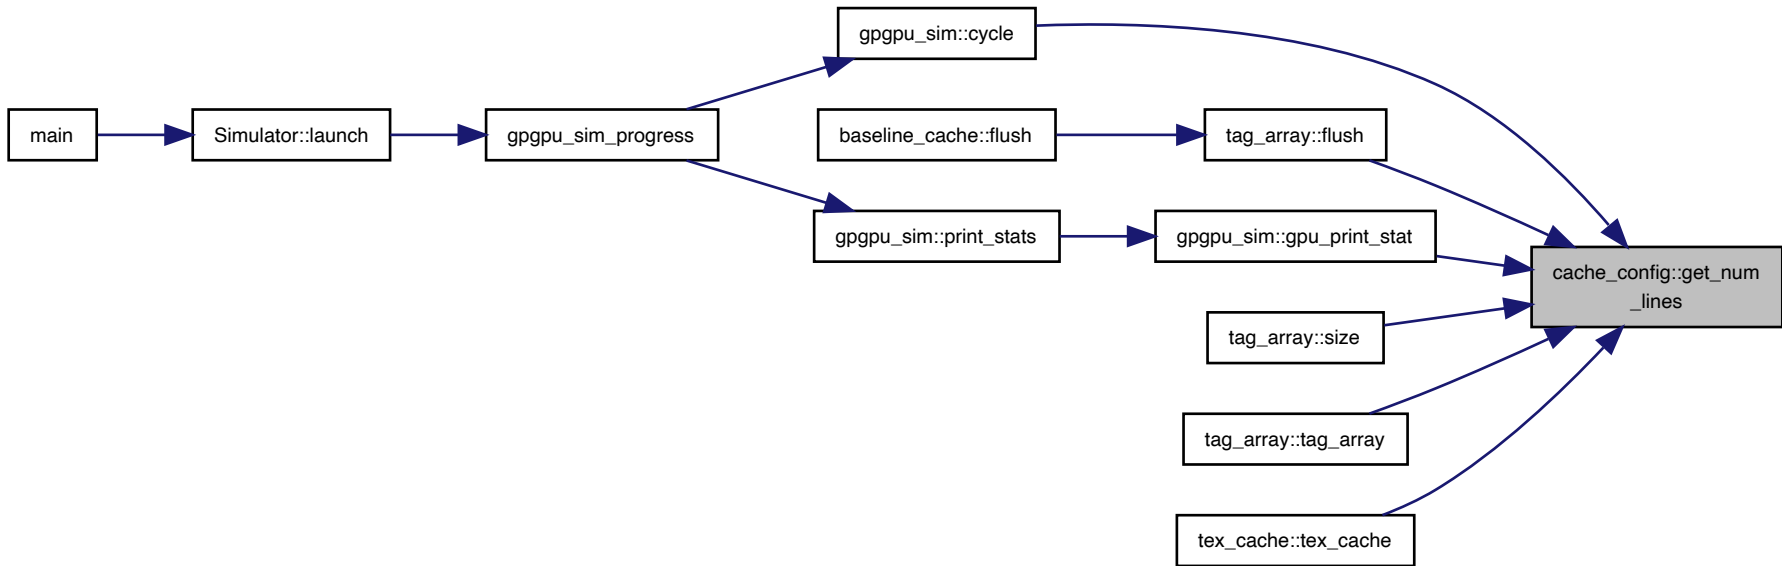 gpgpu_sim::cycle
main
Simulator::launch
gpgpu_sim_progress
baseline_cache::flush
tag_array::flush
gpgpu_sim::print_stats
gpgpu_sim::gpu_print_stat
cache_config::get_num
_lines
tag_array::size
tag_array::tag_array
tex_cache::tex_cache